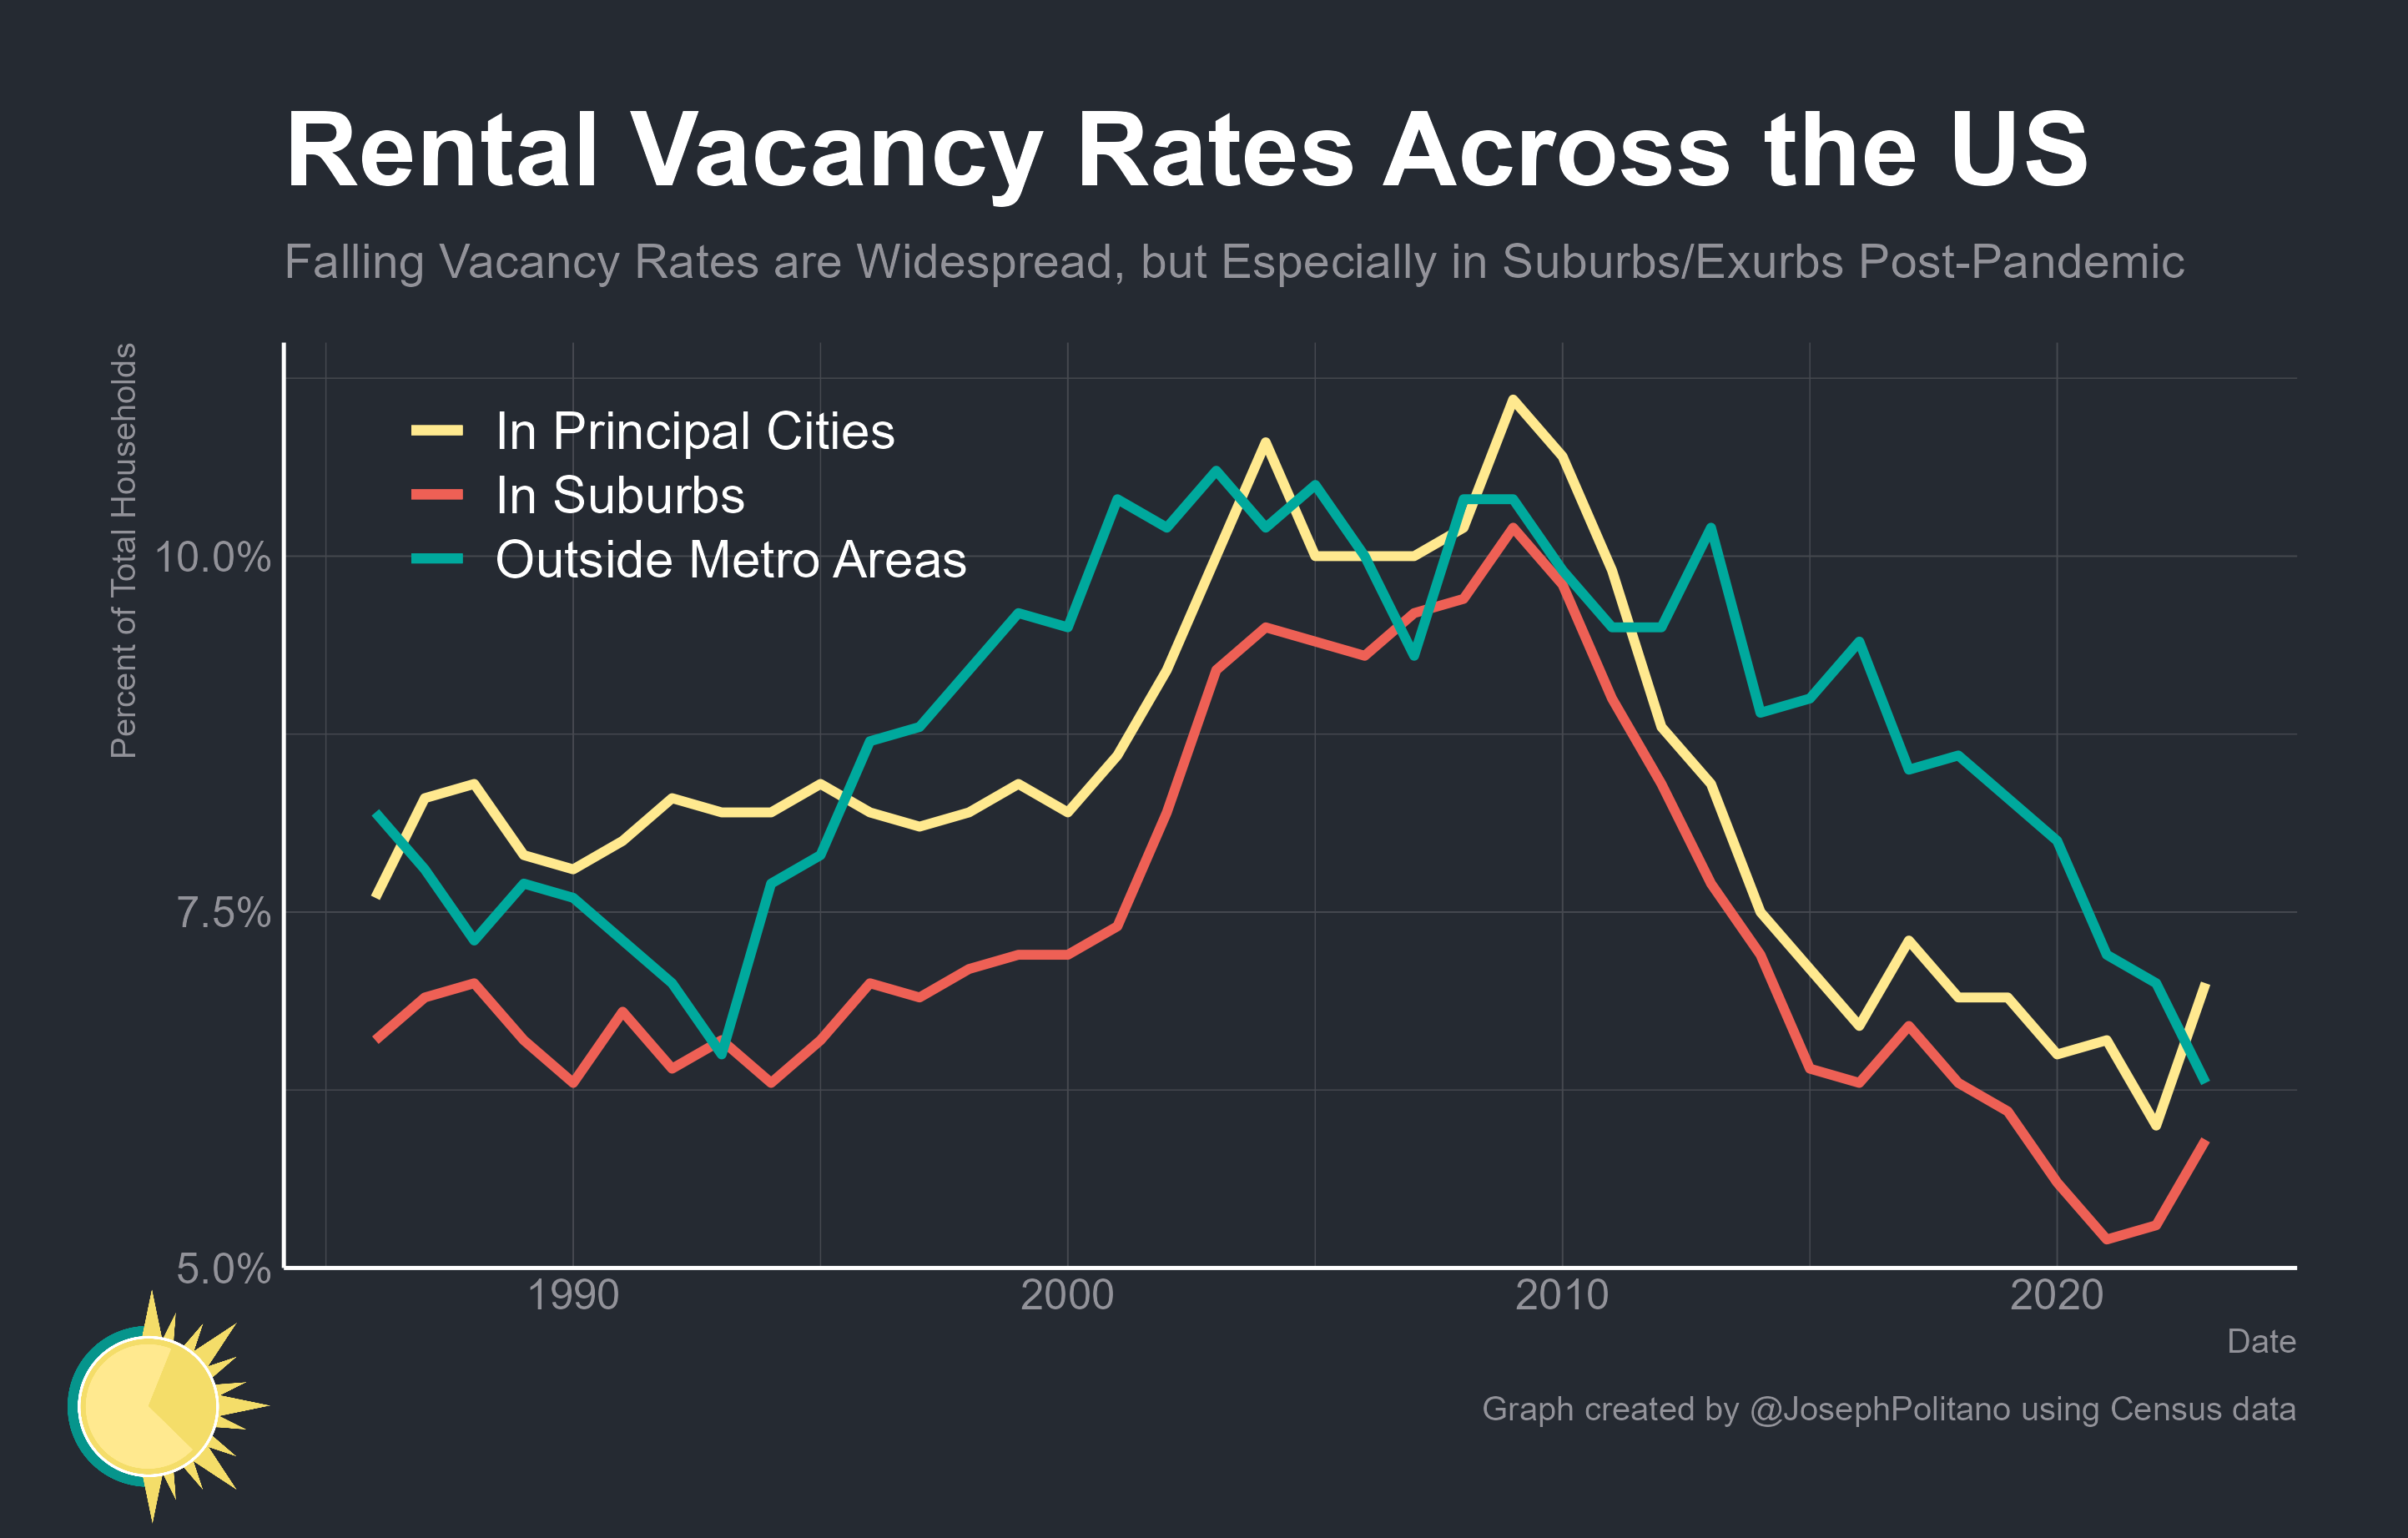 Rental Vacancy Rates Across the US
Falling Vacancy Rates are Widespread, but Especially in Suburbs/Exurbs Post-Pandemic
Percent of Total Households
In Principal Cities
In Suburbs
Outside Metro Areas
10.0%
7.5%
5.0%
1990 2000 2010 2020
Date
Graph created by @JosephPolitano using Census data